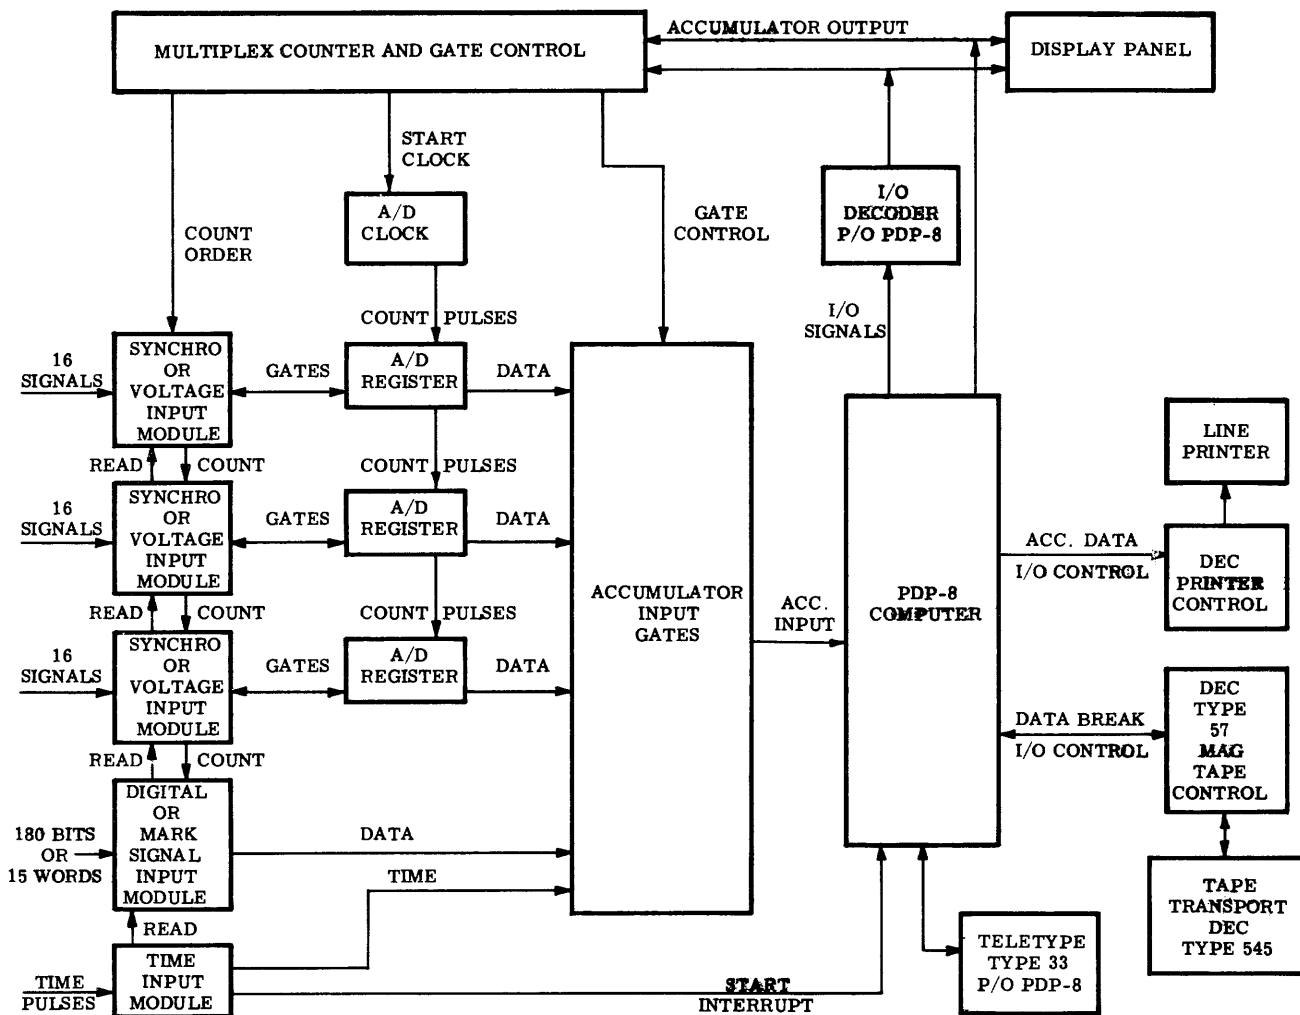 MULTIPLEX COUNTER AND GATE CONTROL
ACCUMULATOR OUTPUT
DISPLAY PANEL
START
CLOCK
A/D
CLOCK
GATE
CONTROL
I/O
DECODER
P/O PDP-8
COUNT
ORDER
COUNT PULSES
I/O
SIGNALS
16
SIGNALS
SYNCHRO
OR
VOLTAGE
INPUT
MODULE
GATES
A/D
REGISTER
DATA
READ
COUNT
COUNT PULSES
16
SIGNALS
SYNCHRO
OR
VOLTAGE
INPUT
MODULE
GATES
A/D
REGISTER
DATA
READ
COUNT
COUNT PULSES
16
SIGNALS
SYNCHRO
OR
VOLTAGE
INPUT
MODULE
GATES
A/D
REGISTER
DATA
READ
COUNT
180 BITS
OR
15 WORDS
DIGITAL
OR
MARK
SIGNAL
INPUT
MODULE
DATA
TIME
READ
TIME
PULSES
TIME
INPUT
MODULE
START
INTERRUPT
ACCUMULATOR
INPUT
GATES
ACC.
INPUT
PDP-8
COMPUTER
LINE
PRINTER
ACC. DATA
I/O CONTROL
DEC
PRINTER
CONTROL
DATA BREAK
I/O CONTROL
DEC
TYPE
57
MAG
TAPE
CONTROL
TAPE
TRANSPORT
DEC
TYPE 545
TELETYPE
TYPE 33
P/O PDP-8